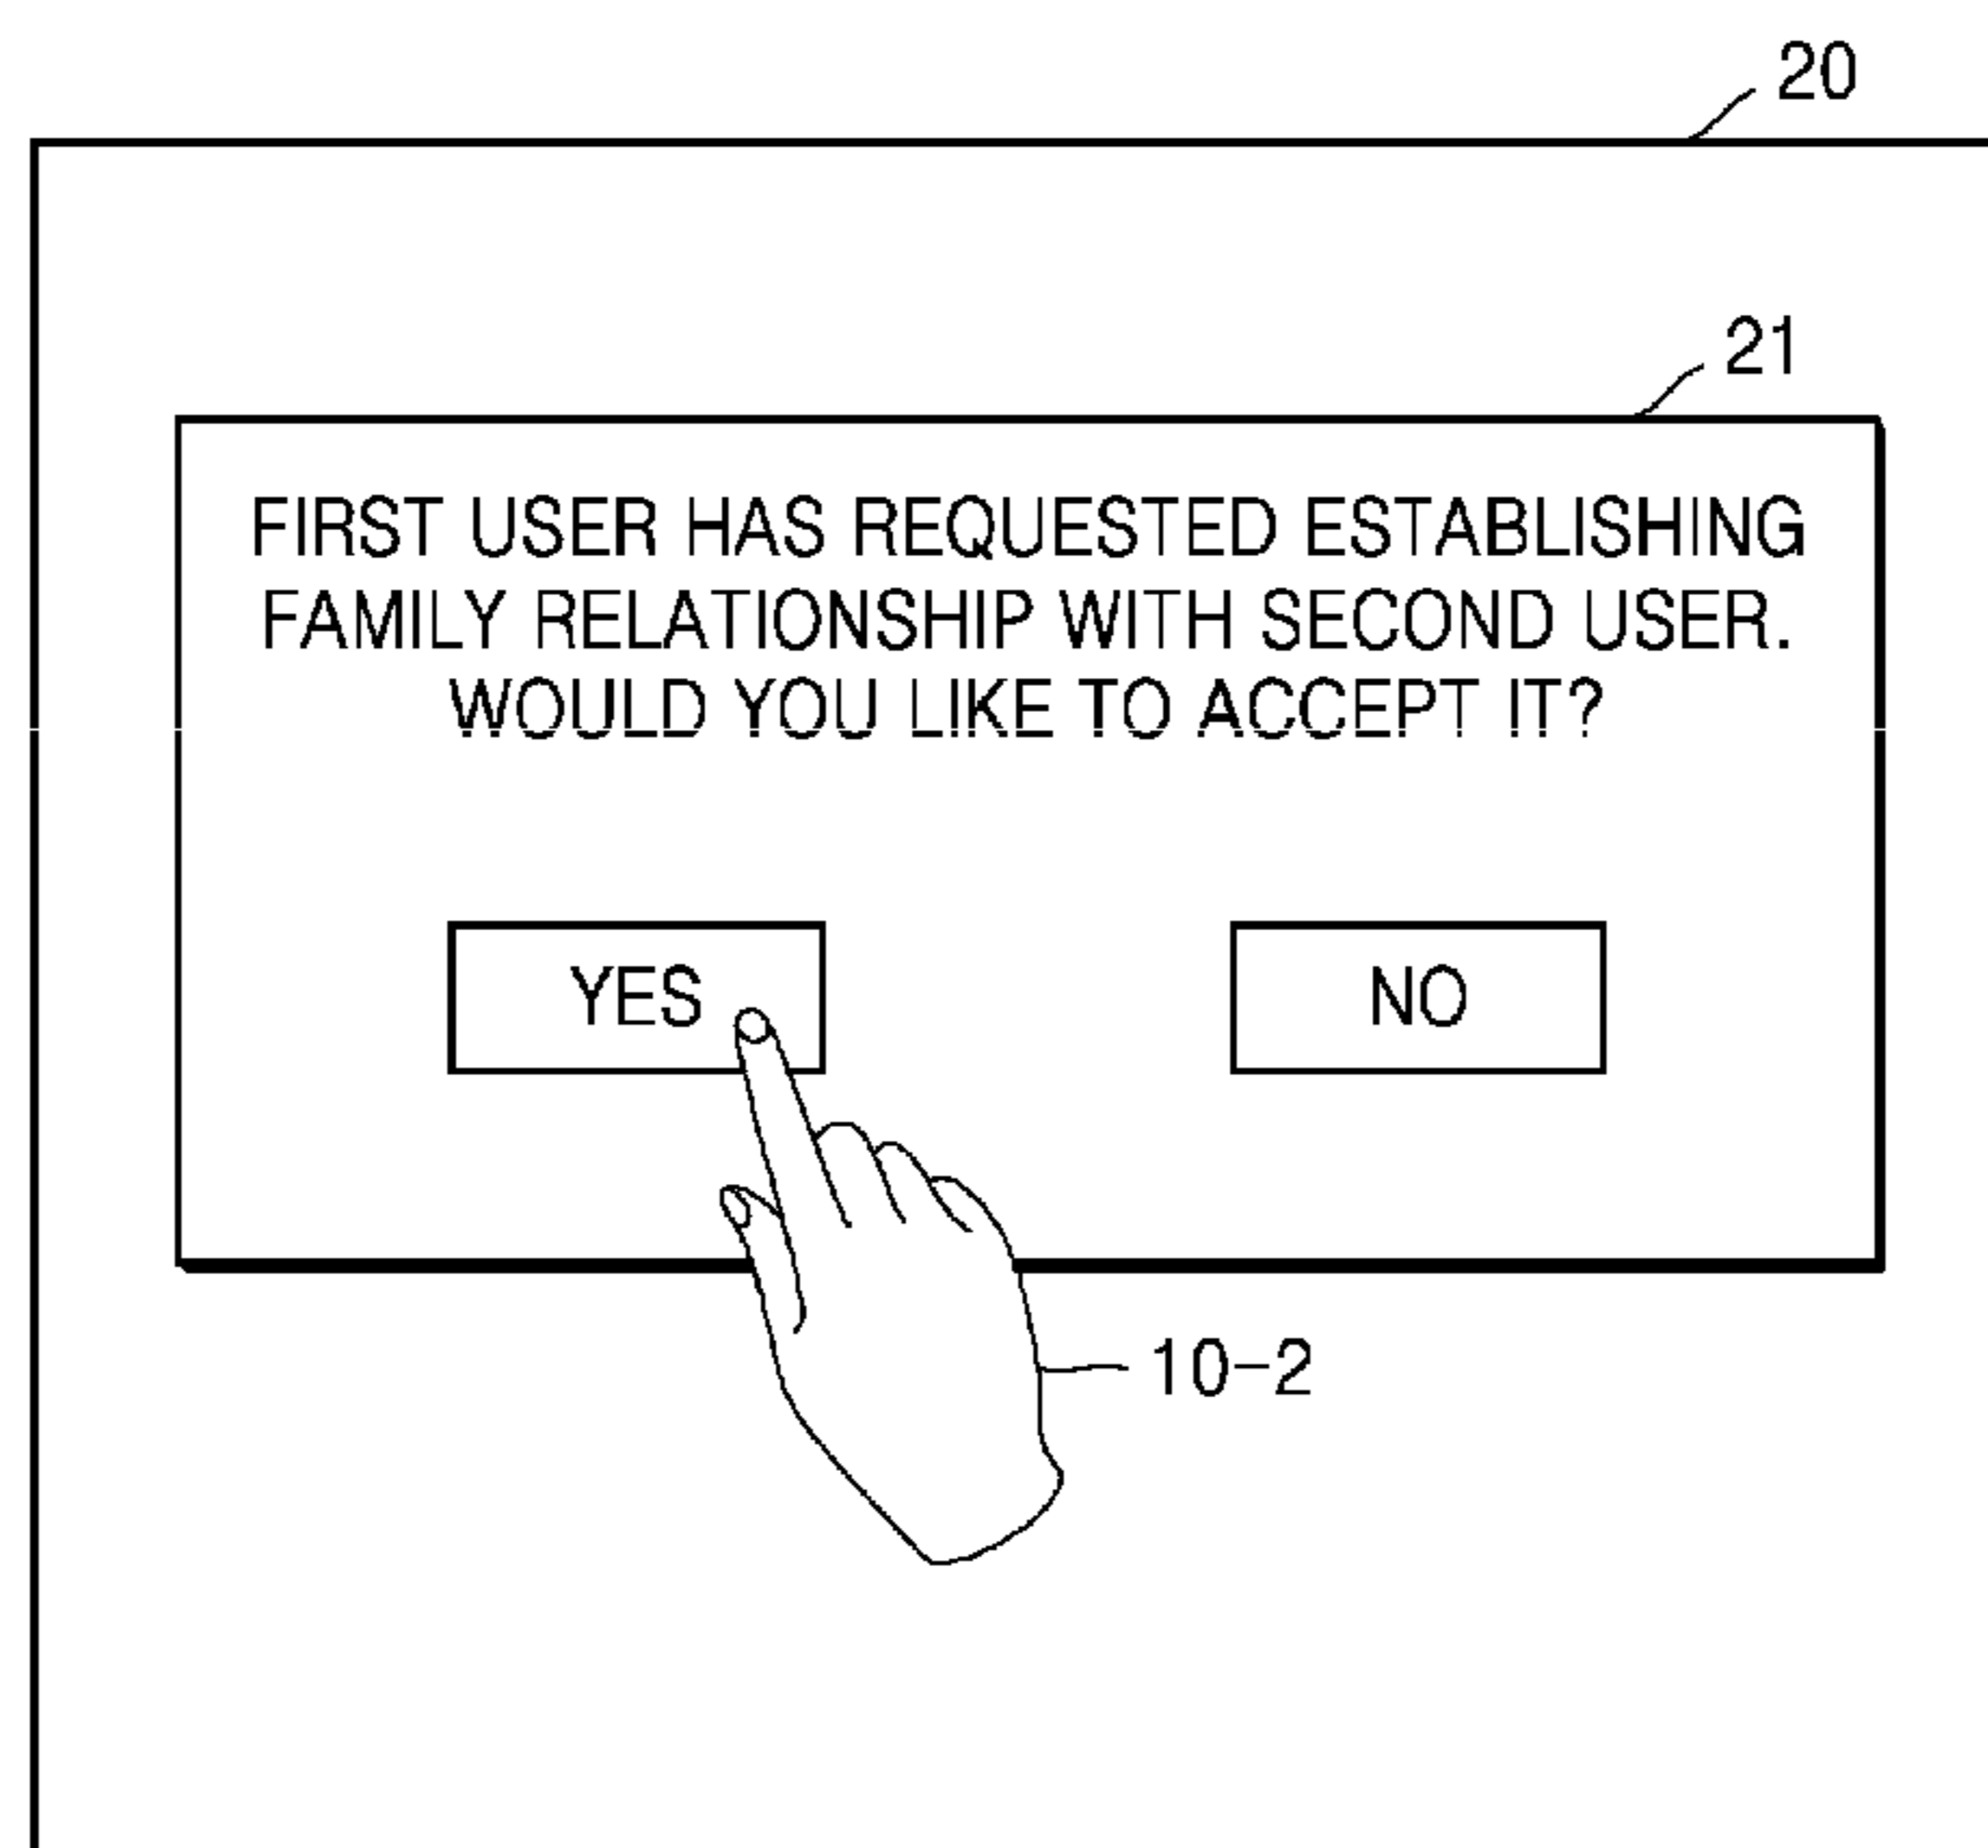 20
21
FIRST USER HAS REQUESTED ESTABLISHING
FAMILY RELATIONSHIP WITH SECOND USER.
WOULD YOU LIKE TO ACCEPT IT?
YES NO
10-2